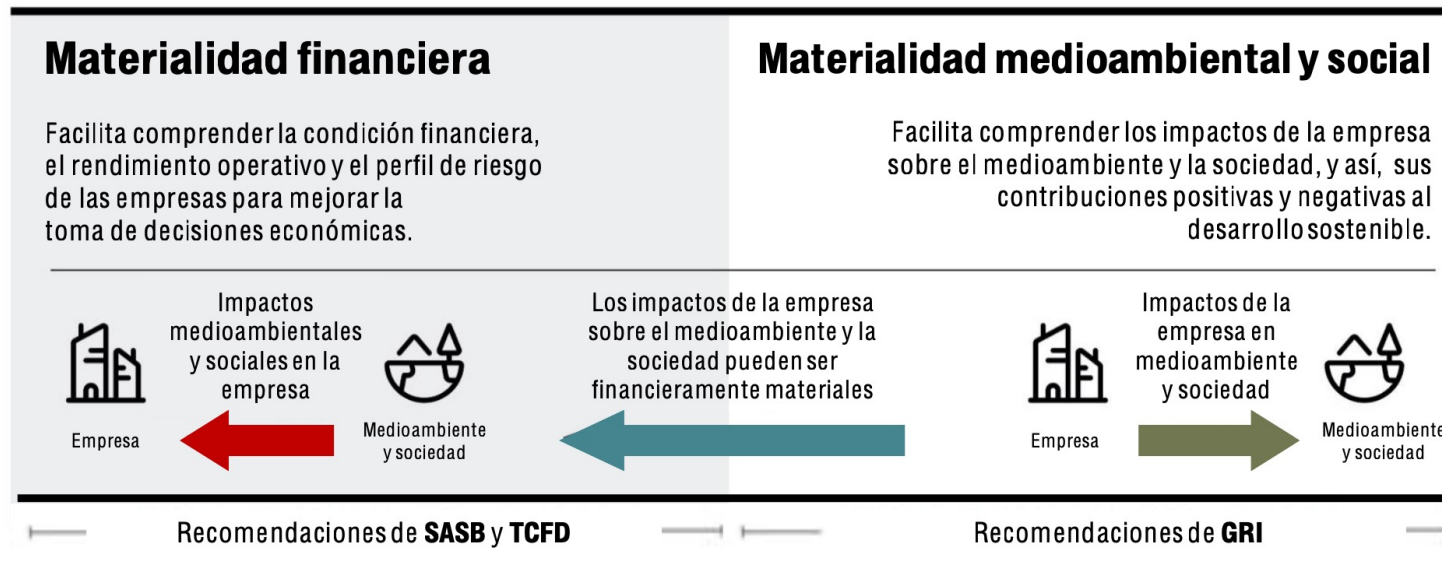 Materialidad financiera
Facilita comprender la condición financiera,
el rendimiento operativo y el perfil de riesgo
de las empresas para mejorar la
toma de decisiones económicas.
Materialidad medioambiental y social
Facilita comprender los impactos de la empresa
sobre el medioambiente y la sociedad, y así, sus
contribuciones positivas y negativas al
desarrollo sostenible.
Impactos
medioambientales
y sociales en la
empresa
Empresa
Medioambiente
y sociedad
Los impactos de la empresa
sobre el medioambiente y la
sociedad pueden ser
financieramente materiales
Impactos de la
empresa en
medioambiente
y sociedad
Empresa
Medioambiente
y sociedad
Recomendaciones de SASB y TCFD
Recomendaciones de GRI